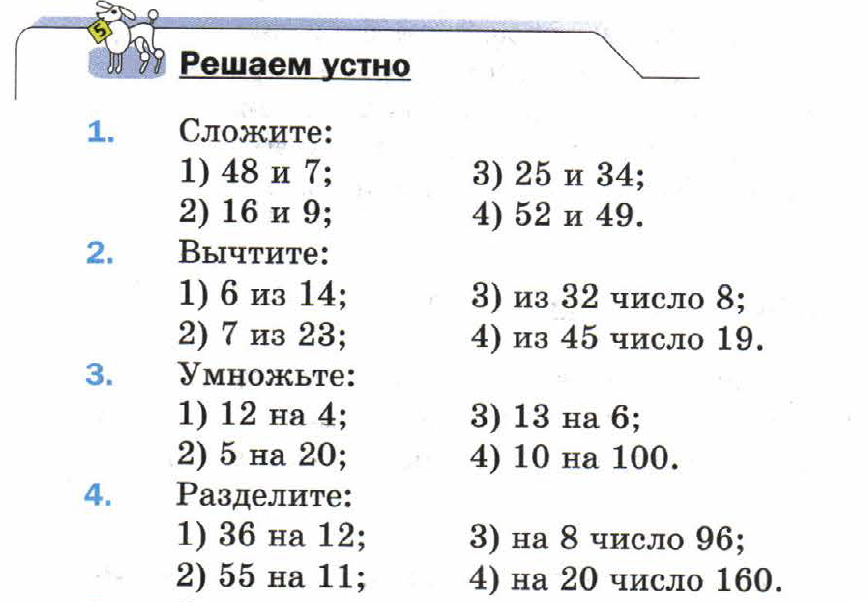 5
Решаем устно
1. Сложите:
1) 48 и 7; 3) 25 и 34;
2) 16 и 9; 4) 52 и 49.
2. Вычтите:
1) 6 из 14; 3) из 32 число 8;
2) 7 из 23; 4) из 45 число 19.
3. Умножьте:
1) 12 на 4; 3) 13 на 6;
2) 5 на 20; 4) 10 на 100.
4. Разделите:
1) 36 на 12; 3) на 8 число 96;
2) 55 на 11; 4) на 20 число 160.